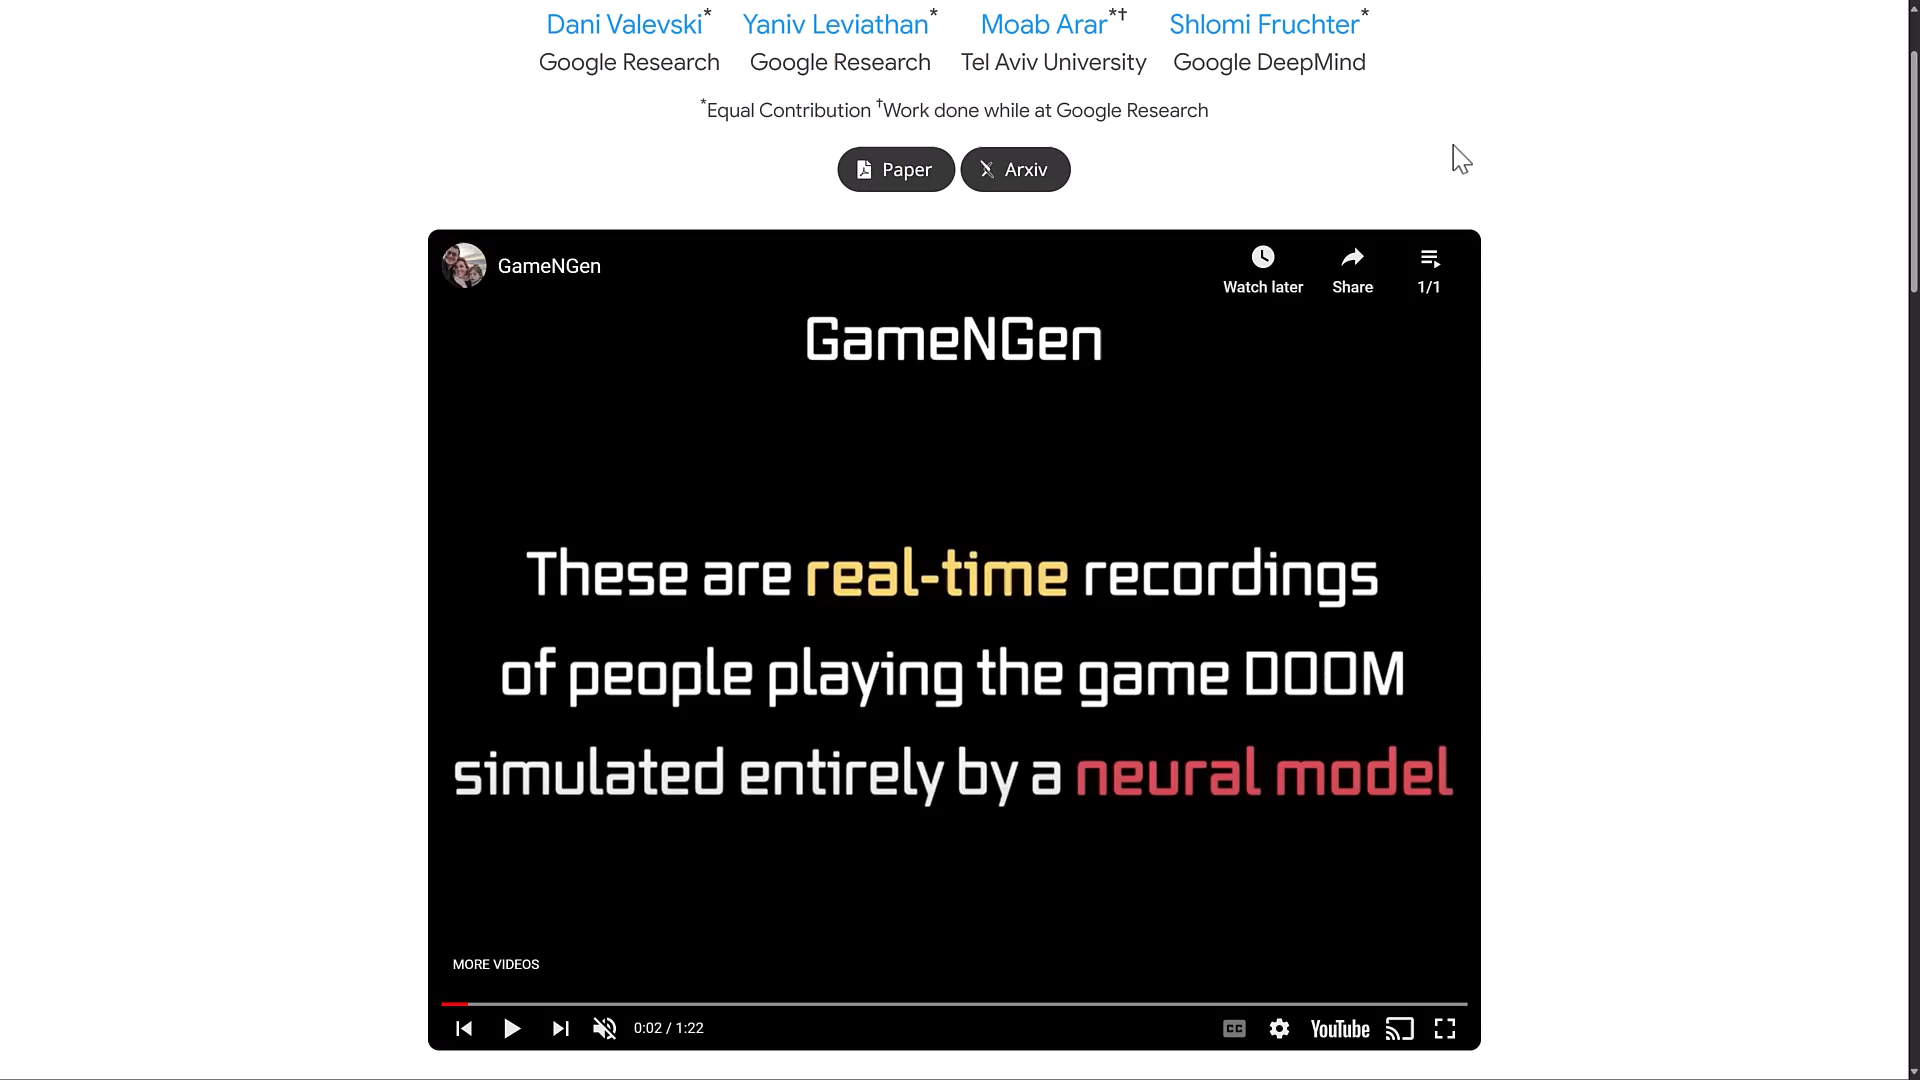 Dani Valevski* Yaniv Leviathan* Moab Arar*† Shlomi Fruchter*
Google Research Google Research Tel Aviv University Google DeepMind
*Equal Contribution †Work done while at Google Research
Paper Arxiv
GameNGen
Watch later Share 1/1
GameNGen
These are real-time recordings
of people playing the game DOOM
simulated entirely by a neural model
MORE VIDEOS
0:02 / 1:22 CC YouTube